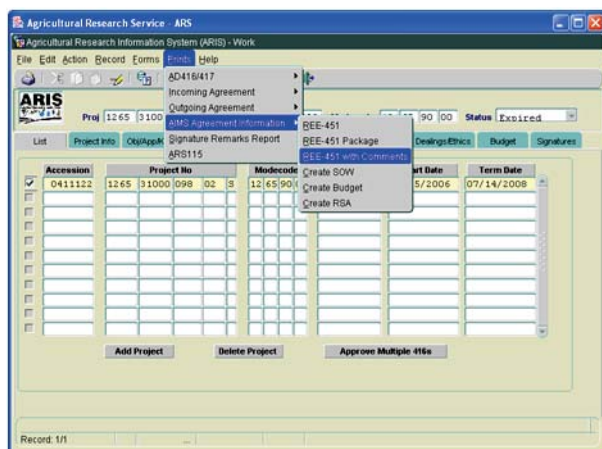 Agricultural Research Service - ARS
Agricultural Research Information System (ARIS) - Work
File Edit Action Record Forms Prints Help
ARIS
Proj 1265 3100 90 00 Status Expired
AD416/417
Incoming Agreement
Outgoing Agreement
AIMS Agreement Information
Signature Remarks Report
ARS115
REE-451
REE-451 Package
REE-451 with Comments
Create SOW
Create Budget
Create RSA
List Project Info Obj/App/K Dealings/Ethics Budget Signatures
Accession Project No Modecode art Date Term Date
0411122 1265 31000 098 02 S 12 65 90 5/2006 07/14/2008
Add Project Delete Project Approve Multiple 416s
Record: 1/1 ...